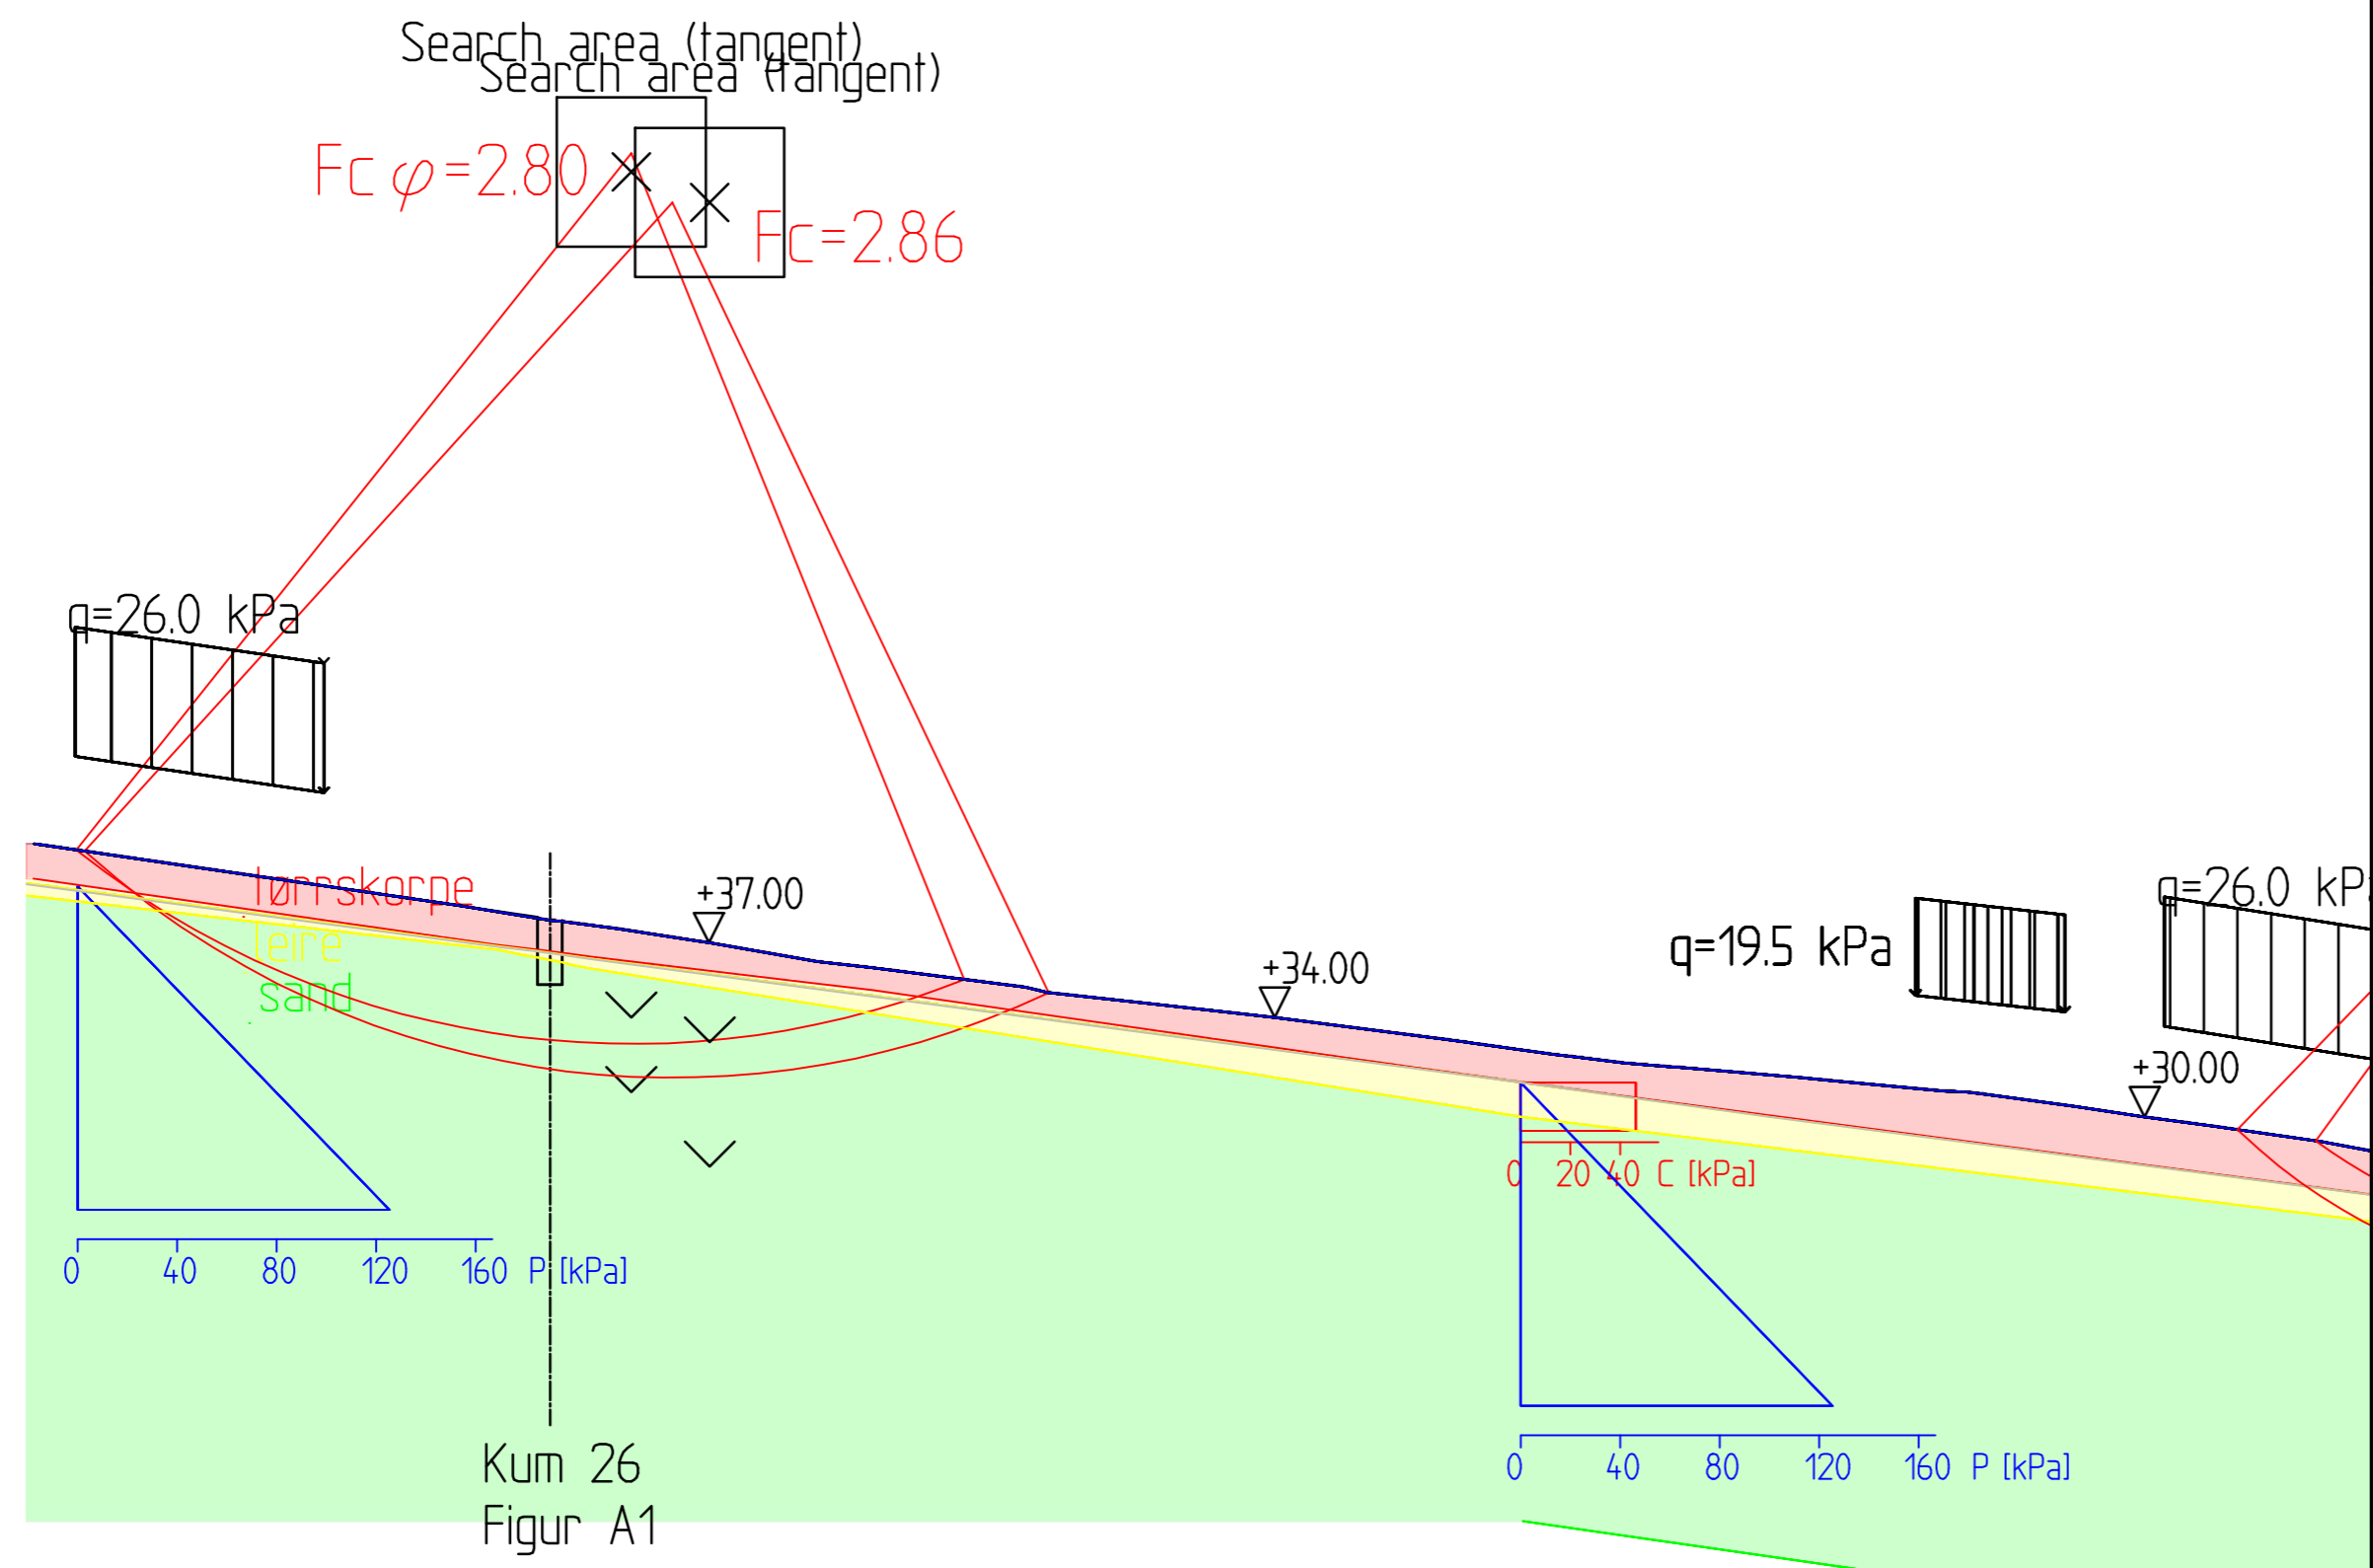 Search area (tangent)
Search area (tangent)
Fc φ=2.80
Fc=2.86
q=26.0 kPa
tørrskorpe
leire
sand
+37.00
+34.00
q=19.5 kPa
q=26.0 kPa
+30.00
0 20 40 C [kPa]
0 40 80 120 160 P [kPa]
0 40 80 120 160 P [kPa]
Kum 26
Figur A1